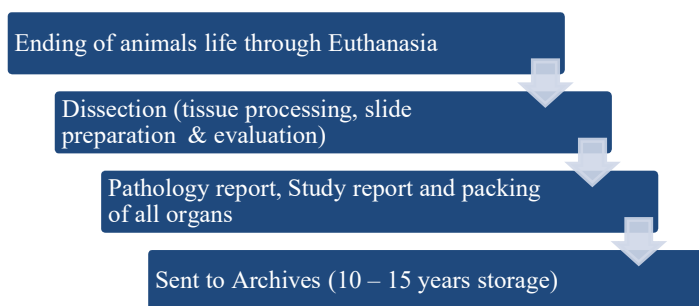 Ending of animals life through Euthanasia
Dissection (tissue processing, slide
preparation & evaluation)
Pathology report, Study report and packing
of all organs
Sent to Archives (10 – 15 years storage)